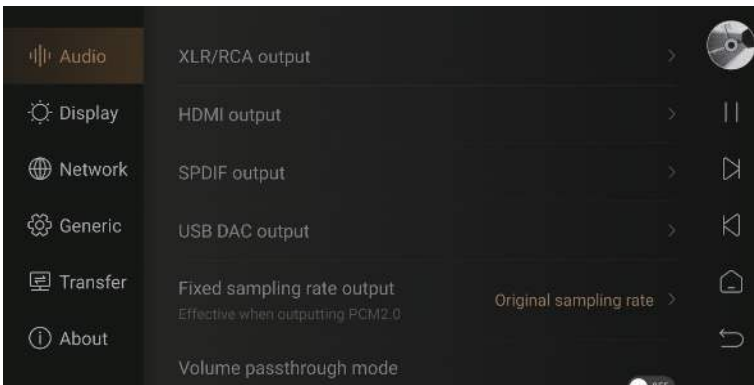 Audio
Display
Network
Generic
Transfer
About
XLR/RCA output
HDMI output
SPDIF output
USB DAC output
Fixed sampling rate output
Effective when outputting PCM2.0
Original sampling rate
Volume passthrough mode
OFF